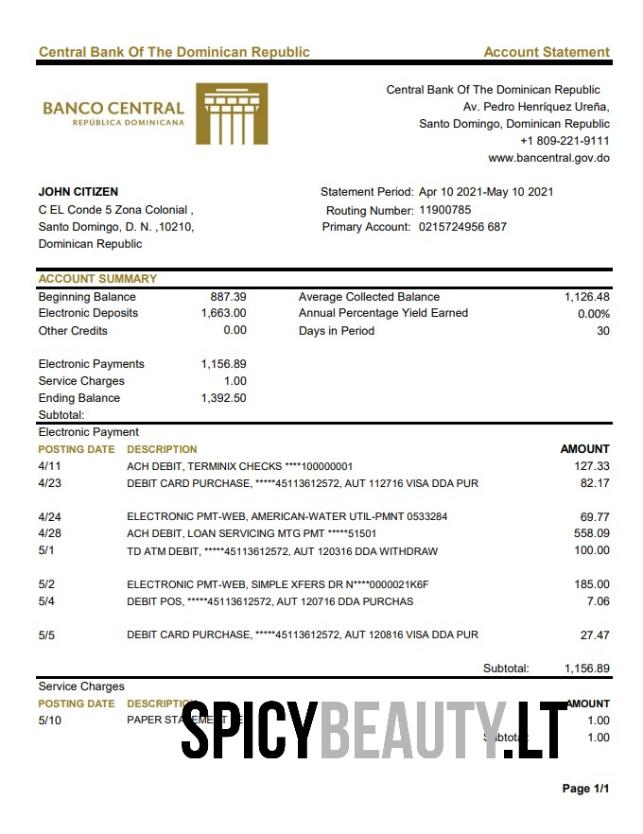 Central Bank Of The Dominican Republic Account Statement
BANCO CENTRAL
REPÚBLICA DOMINICANA
Central Bank Of The Dominican Republic
Av. Pedro Henríquez Ureña,
Santo Domingo, Dominican Republic
+1 809-221-9111
www.bancentral.gov.do
JOHN CITIZEN
C EL Conde 5 Zona Colonial ,
Santo Domingo, D. N. ,10210,
Dominican Republic
Statement Period: Apr 10 2021-May 10 2021
Routing Number: 11900785
Primary Account: 0215724956 687
ACCOUNT SUMMARY
Beginning Balance 887.39 Average Collected Balance 1,126.48
Electronic Deposits 1,663.00 Annual Percentage Yield Earned 0.00%
Other Credits 0.00 Days in Period 30
Electronic Payments 1,156.89
Service Charges 1.00
Ending Balance 1,392.50
Subtotal:
Electronic Payment
POSTING DATE DESCRIPTION AMOUNT
4/11 ACH DEBIT, TERMINIX CHECKS ****100000001 127.33
4/23 DEBIT CARD PURCHASE, *****45113612572, AUT 112716 VISA DDA PUR 82.17
4/24 ELECTRONIC PMT-WEB, AMERICAN-WATER UTIL-PMNT 0533284 69.77
4/28 ACH DEBIT, LOAN SERVICING MTG PMT *****51501 558.09
5/1 TD ATM DEBIT, *****45113612572, AUT 120316 DDA WITHDRAW 100.00
5/2 ELECTRONIC PMT-WEB, SIMPLE XFERS DR N****0000021K6F 185.00
5/4 DEBIT POS, *****45113612572, AUT 120716 DDA PURCHAS 7.06
5/5 DEBIT CARD PURCHASE, *****45113612572, AUT 120816 VISA DDA PUR 27.47
Subtotal: 1,156.89
Service Charges
POSTING DATE DESCRIPTION AMOUNT
5/10 PAPER STATEMENT 1.00
Subtotal: 1.00
SPICYBEAUTY.LT
Page 1/1